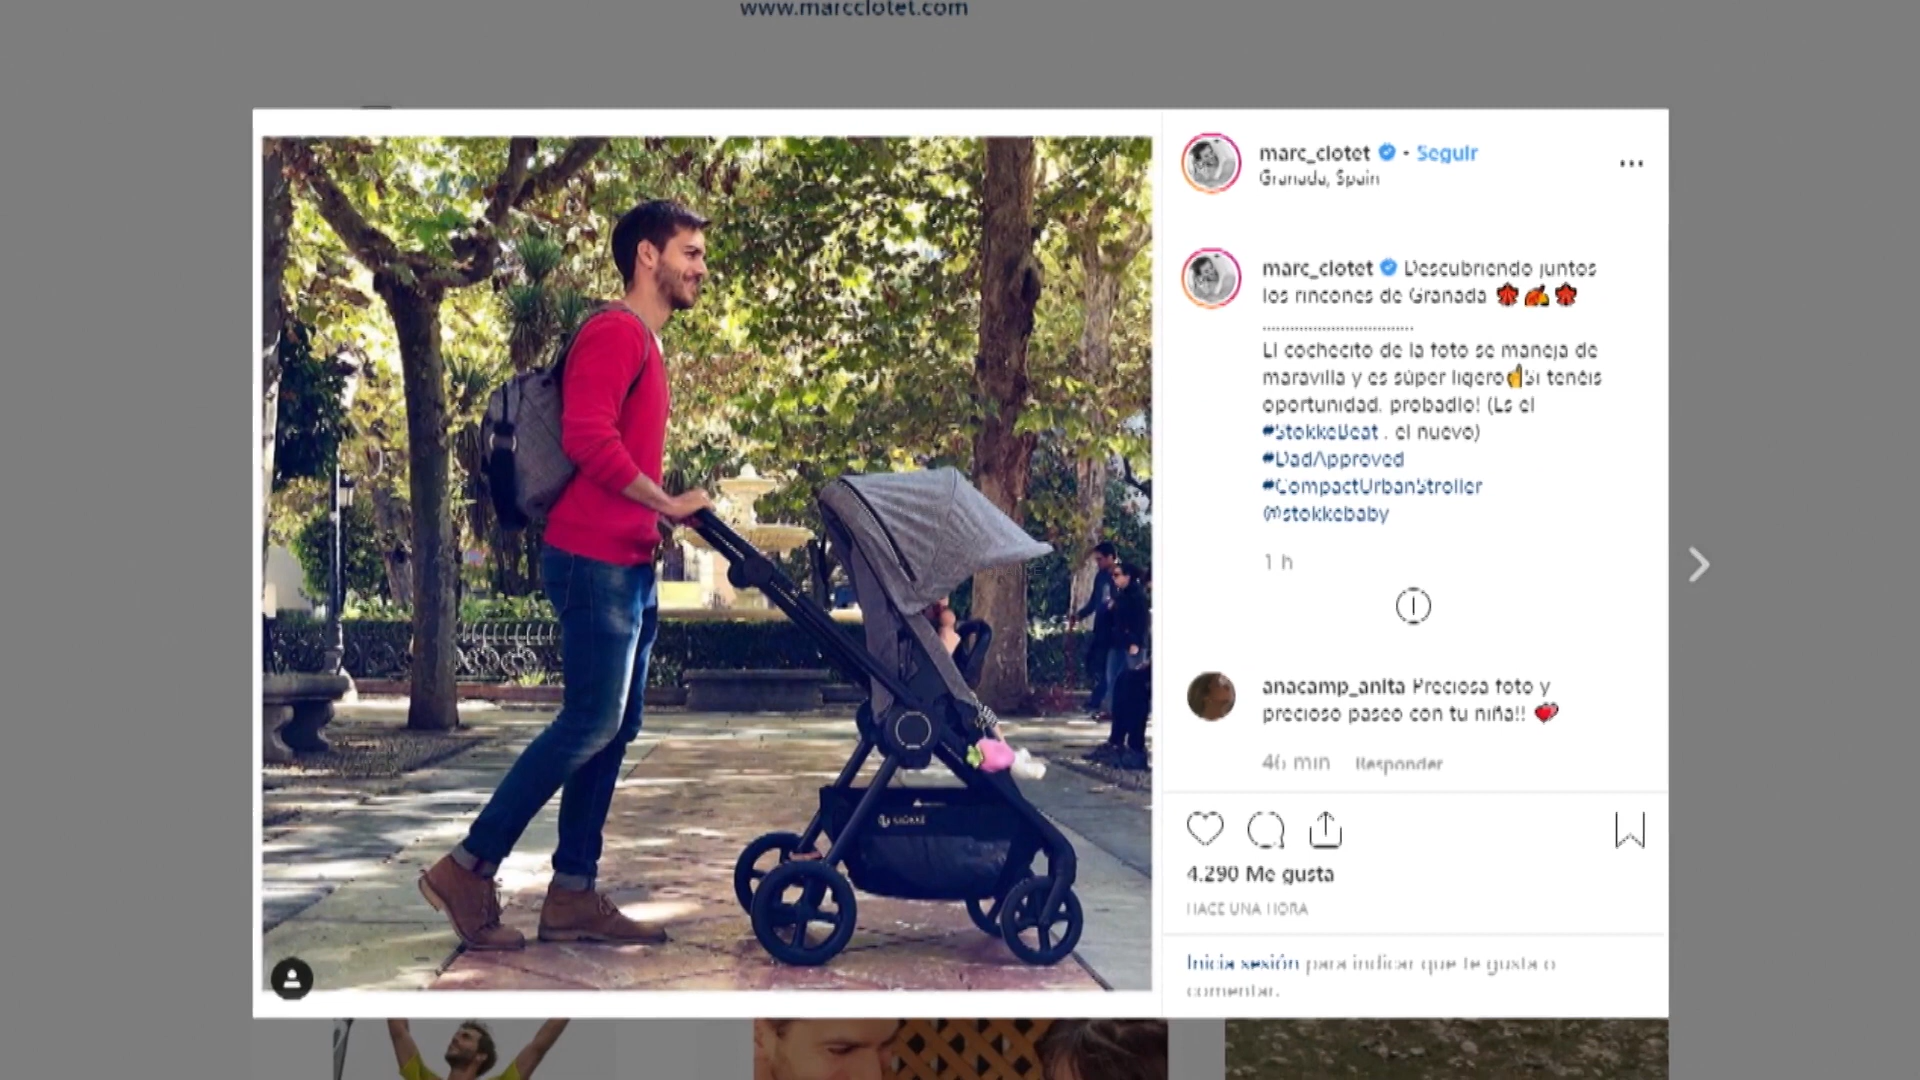 www.marcclotet.com
marc_clotet • Seguir
Granada, Spain
marc_clotet Descubriendo juntos
los rincones de Granada 🍁🍂🍁
.................................
El cochecito de la foto se maneja de
maravilla y es súper ligero☝Si tenéis
oportunidad, probadlo! (Es el
#StokkeBeat , el nuevo)
#DadApproved
#CompactUrbanStroller
@stokkebaby
1 h
anacamp_anita Preciosa foto y
precioso paseo con tu niña!! ❤
46 min Responder
4.290 Me gusta
HACE UNA HORA
Inicia sesión para indicar que te gusta o
comentar.
STOKKE